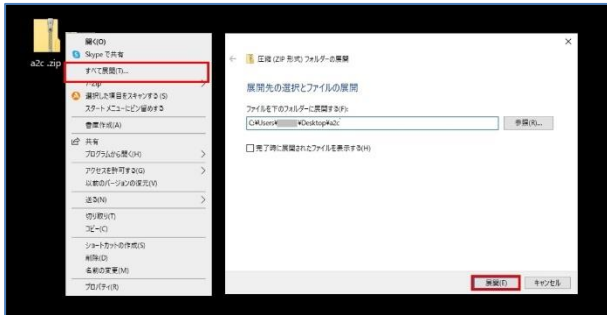 a2c .zip
開く(O)
Skype で共有
すべて展開(T)...
7-Zip
選択した項目をスキャンする (S)
スタート メニューにピン留めする
書庫作成(A)
共有
プログラムから開く(H)
アクセスを許可する(G)
以前のバージョンの復元(V)
送る(N)
切り取り(T)
コピー(C)
ショートカットの作成(S)
削除(D)
名前の変更(M)
プロパティ(R)
圧縮 (ZIP 形式) フォルダーの展開
展開先の選択とファイルの展開
ファイルを下のフォルダーに展開する(F):
C:¥Users¥ ¥Desktop¥a2c
参照(R)...
完了時に展開されたファイルを表示する(H)
展開(E)
キャンセル